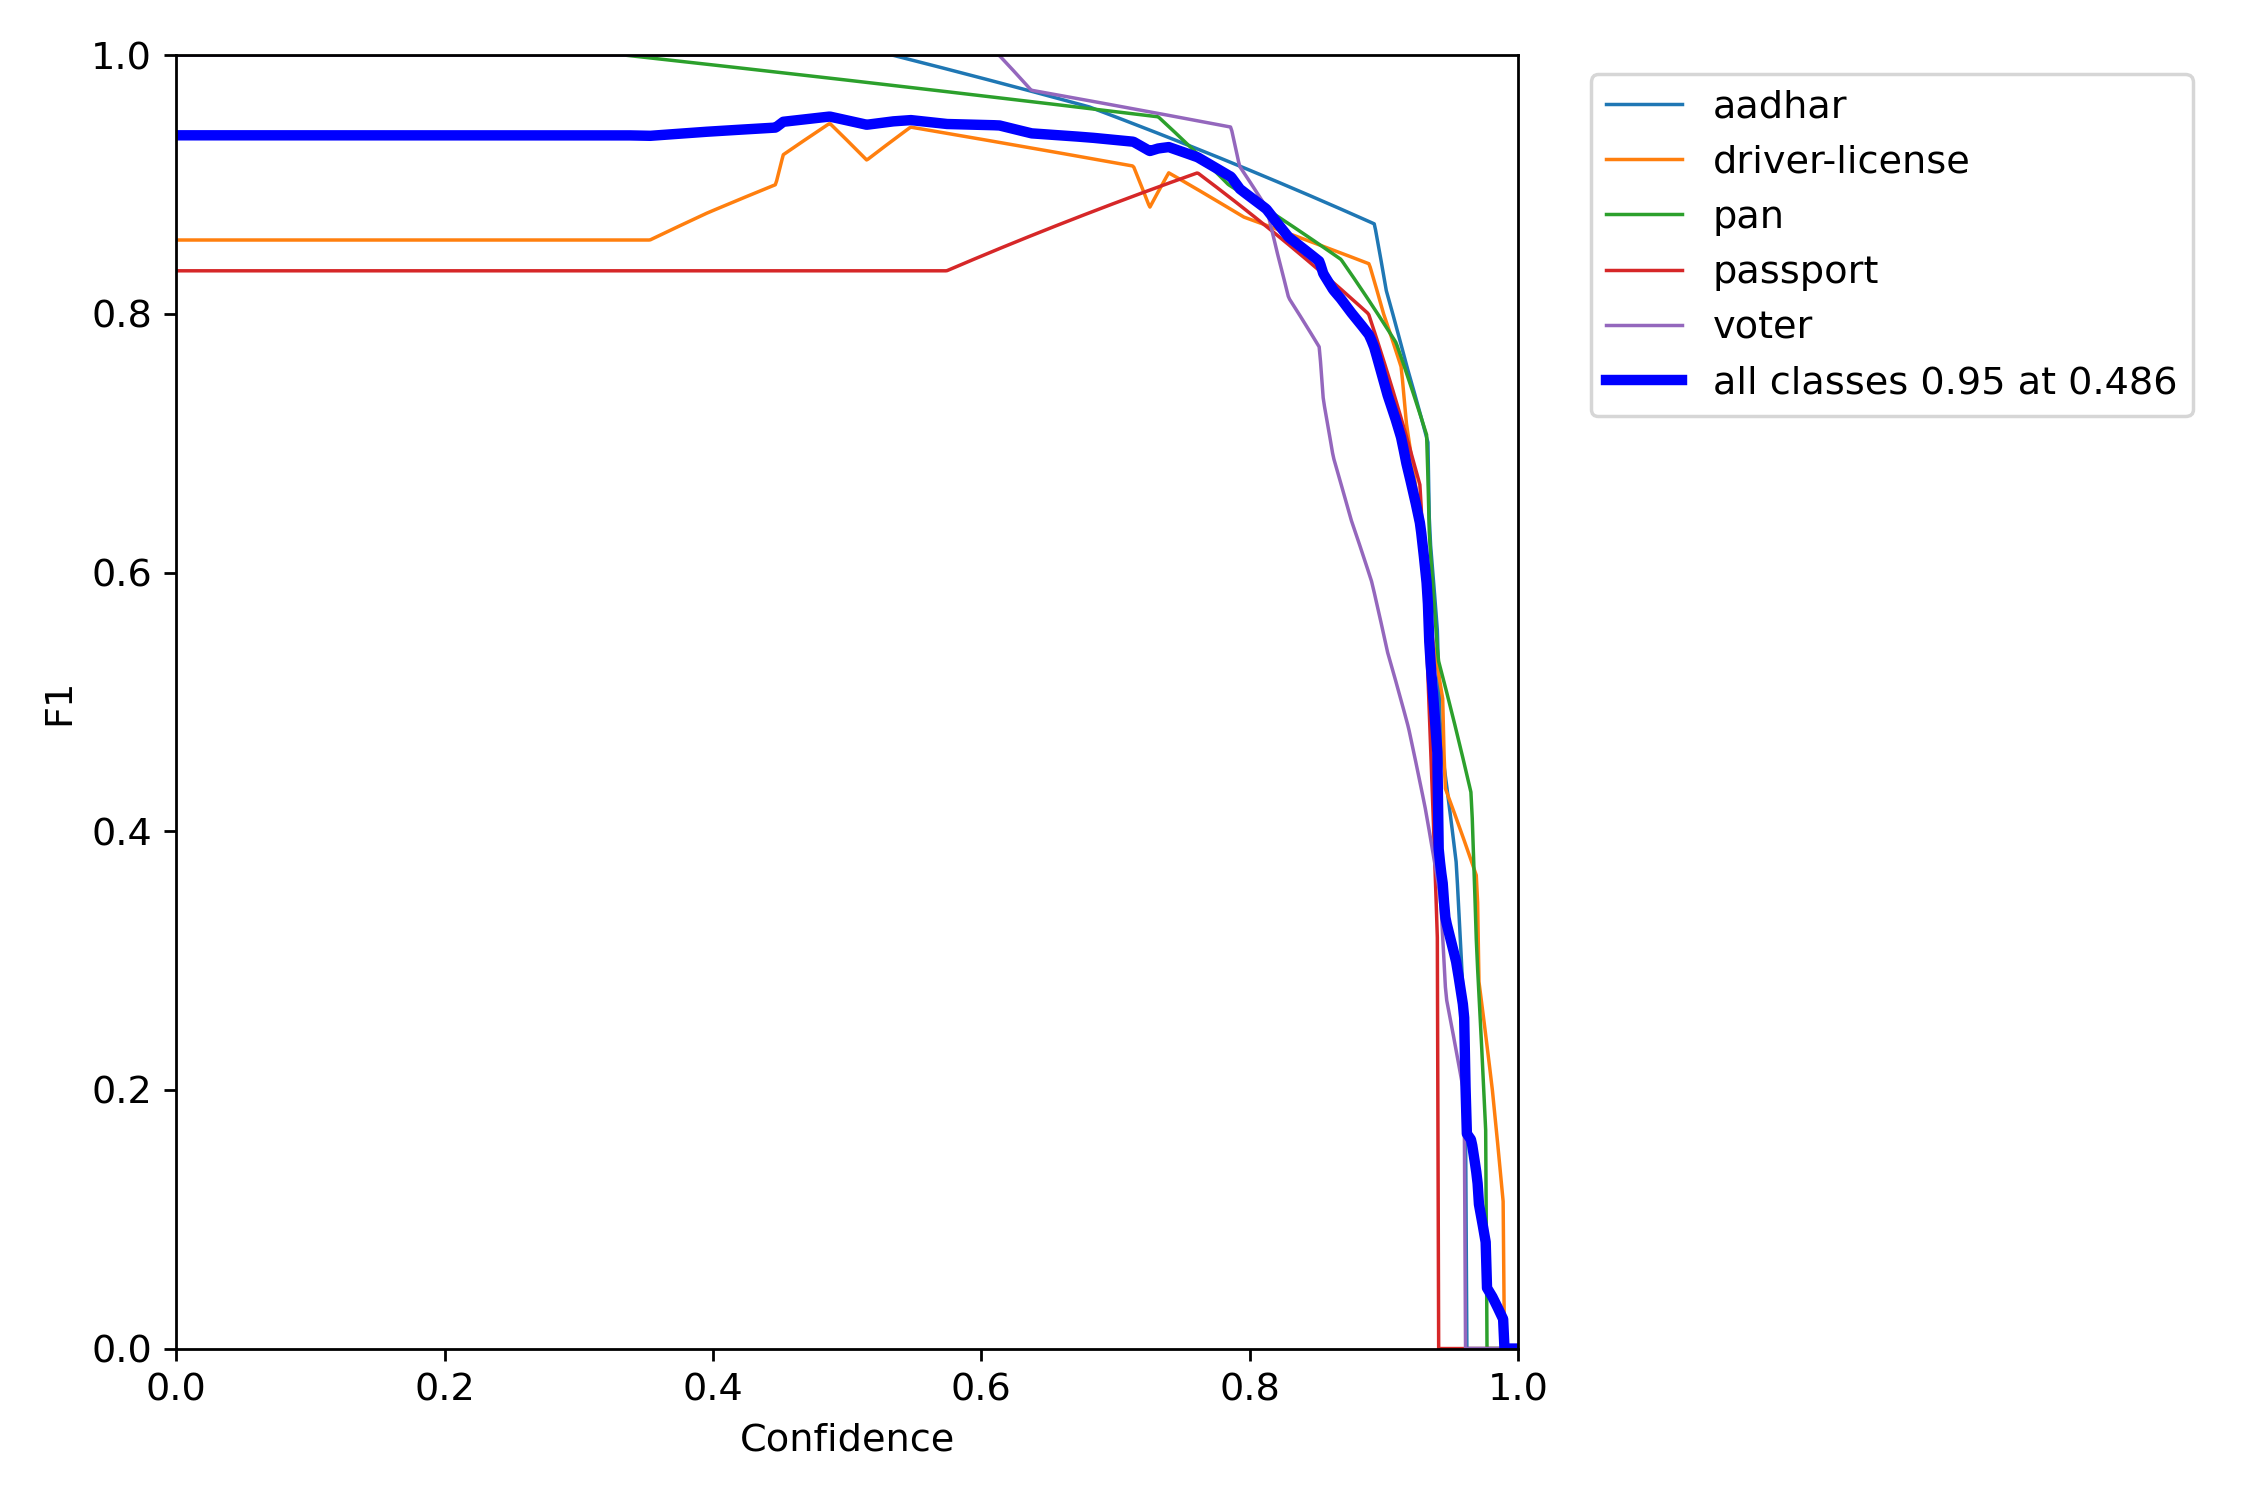 1.0
0.8
0.6
0.4
0.2
0.0
F1
0.0 0.2 0.4 0.6 0.8 1.0
Confidence
aadhar
driver-license
pan
passport
voter
all classes 0.95 at 0.486